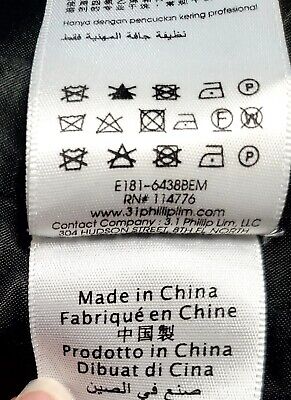 Hanya dengan pencucian kering profesional
تنظيف جافة المهنية فقط
P
F W
P
E181-6438BEM
RN# 114776
www.31philliplim.com
Contact Company: 3.1 Phillip Lim, LLC
304 HUDSON STREET, 8TH FL NORTH
Made in China
Fabriqué en Chine
中国製
Prodotto in China
Dibuat di Cina
صنع في الصين